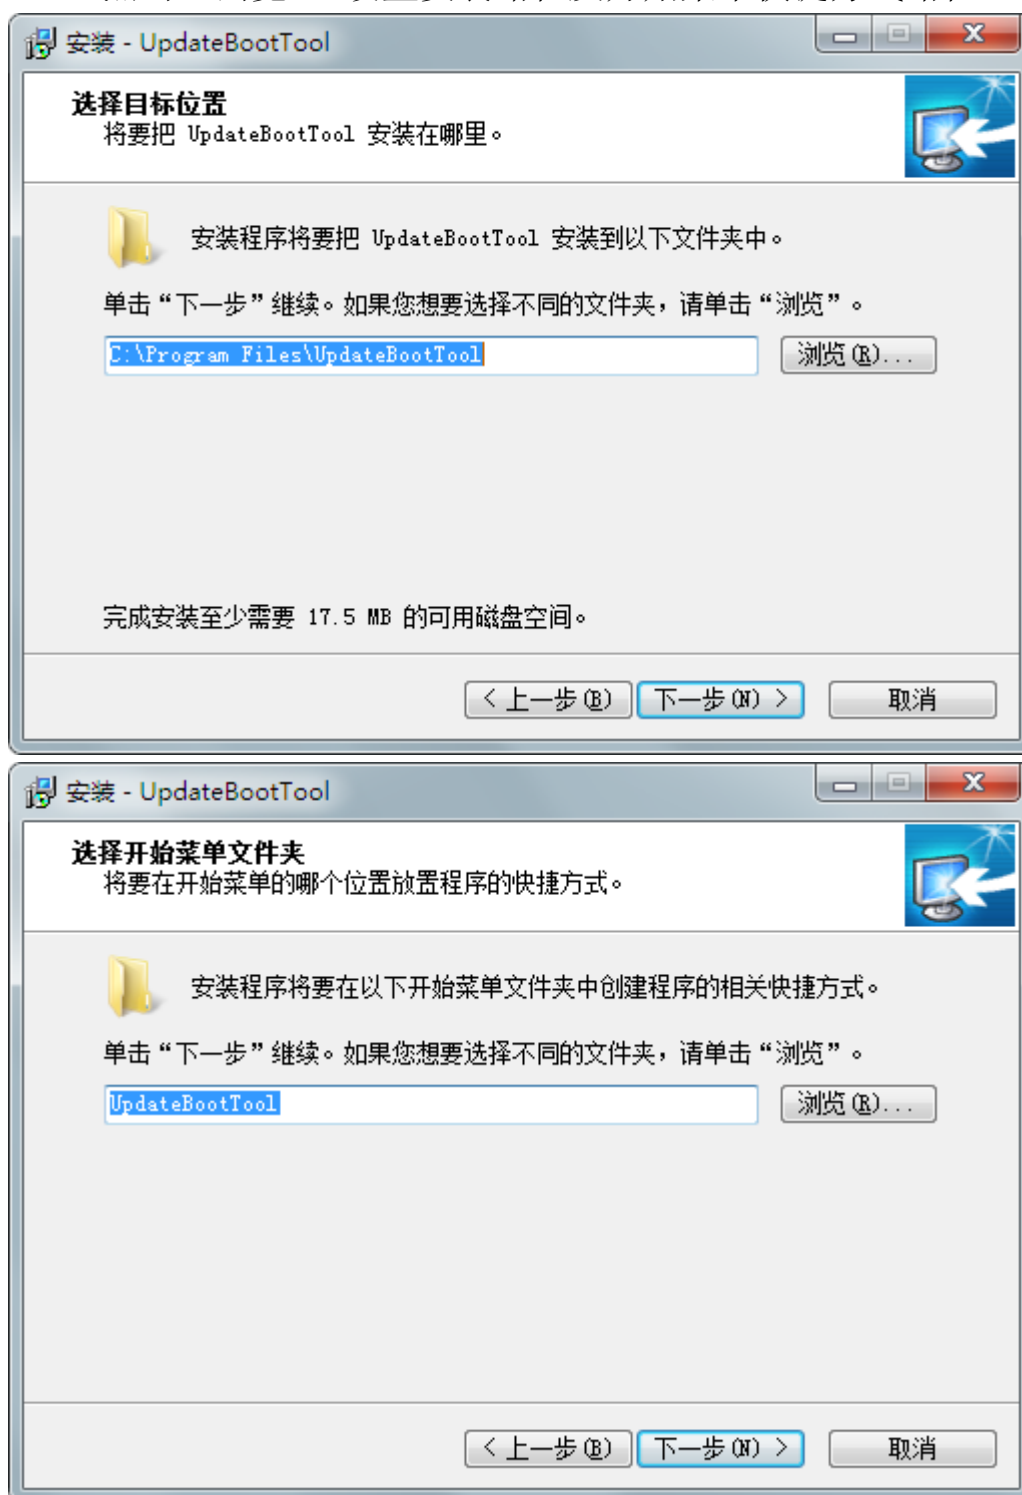 安装 - UpdateBootTool
选择目标位置
将要把 UpdateBootTool 安装在哪里。
安装程序将要把 UpdateBootTool 安装到以下文件夹中。
单击“下一步”继续。如果您想要选择不同的文件夹，请单击“浏览”。
C:\Program Files\UpdateBootTool
浏览(R)...
完成安装至少需要 17.5 MB 的可用磁盘空间。
< 上一步(B)
下一步(N) >
取消
安装 - UpdateBootTool
选择开始菜单文件夹
将要在开始菜单的哪个位置放置程序的快捷方式。
安装程序将要在以下开始菜单文件夹中创建程序的相关快捷方式。
单击“下一步”继续。如果您想要选择不同的文件夹，请单击“浏览”。
UpdateBootTool
浏览(R)...
< 上一步(B)
下一步(N) >
取消